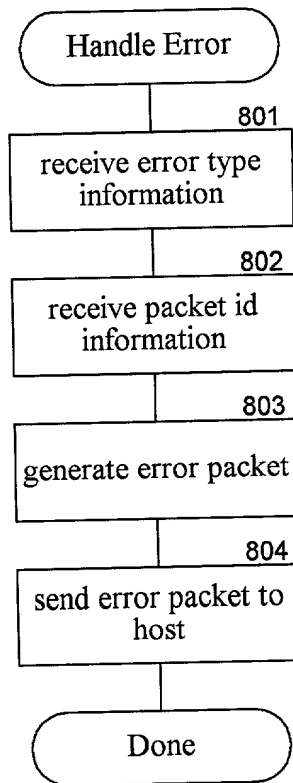 Handle Error
801
receive error type
information
802
receive packet id
information
803
generate error packet
804
send error packet to
host
Done